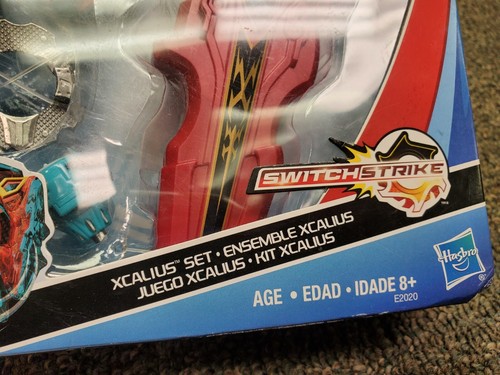 SWITCHSTRIKE
XCALIUS™ SET • ENSEMBLE XCALIUS
JUEGO XCALIUS • KIT XCALIUS
Hasbro
AGE • EDAD • IDADE 8+
E2020